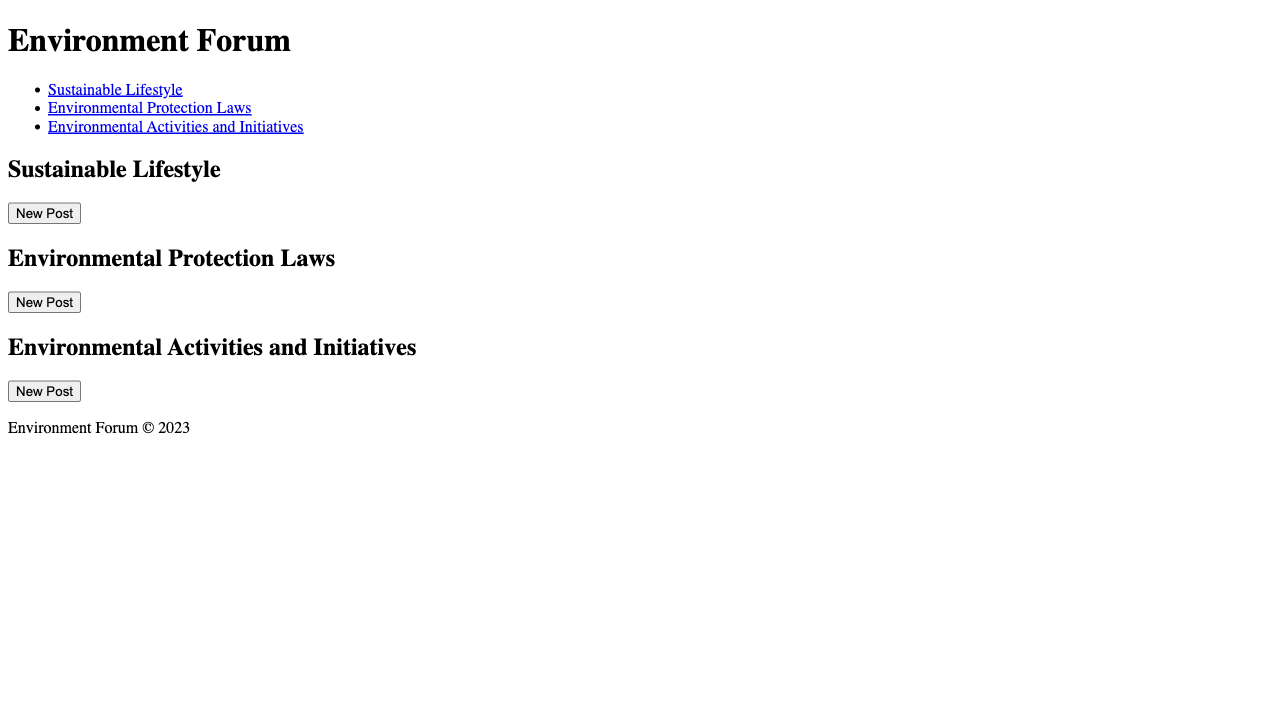 Environment Forum
Sustainable Lifestyle
Environmental Protection Laws
Environmental Activities and Initiatives
Sustainable Lifestyle
New Post
Environmental Protection Laws
New Post
Environmental Activities and Initiatives
New Post
Environment Forum © 2023